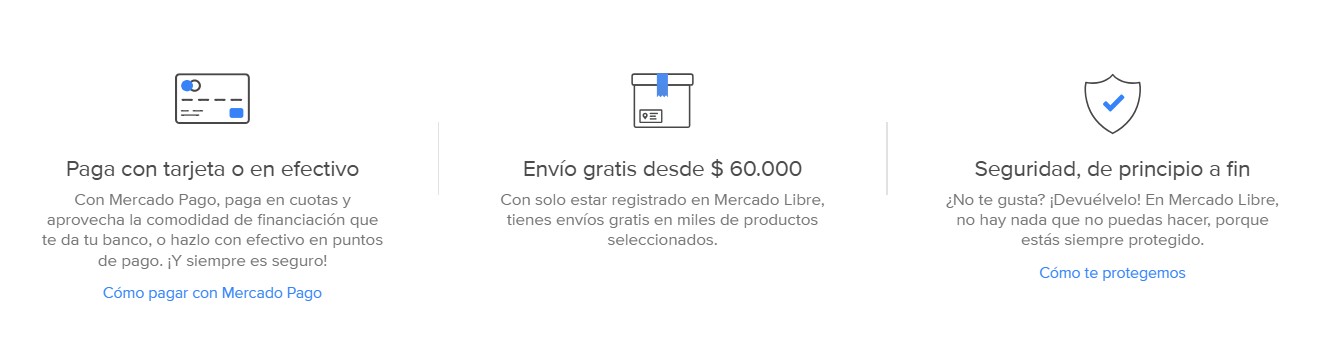 Paga con tarjeta o en efectivo
Con Mercado Pago, paga en cuotas y
aprovecha la comodidad de financiación que
te da tu banco, o hazlo con efectivo en puntos
de pago. ¡Y siempre es seguro!
Cómo pagar con Mercado Pago
Envío gratis desde $ 60.000
Con solo estar registrado en Mercado Libre,
tienes envíos gratis en miles de productos
seleccionados.
Seguridad, de principio a fin
¿No te gusta? ¡Devuélvelo! En Mercado Libre,
no hay nada que no puedas hacer, porque
estás siempre protegido.
Cómo te protegemos